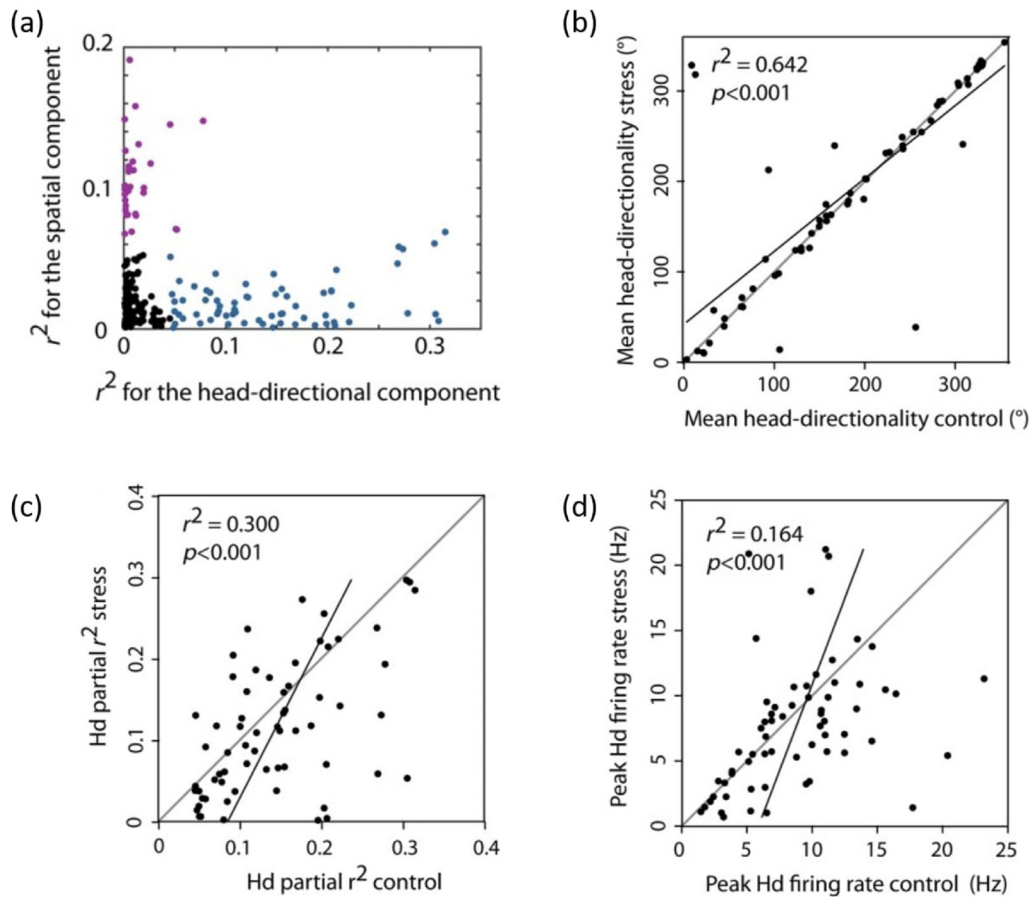 (a)
0.2
0.1
0
r² for the spatial component
0
0.1
0.2
0.3
r² for the head-directional component
(b)
r² = 0.642
p<0.001
300
200
100
0
Mean head-directionality stress (°)
0
100
200
300
Mean head-directionality control (°)
(c)
r² = 0.300
p<0.001
0.4
0.3
0.2
0.1
0
Hd partial r² stress
0
0.1
0.2
0.3
0.4
Hd partial r² control
(d)
r² = 0.164
p<0.001
25
20
15
10
5
0
Peak Hd firing rate stress (Hz)
0
5
10
15
20
25
Peak Hd firing rate control (Hz)